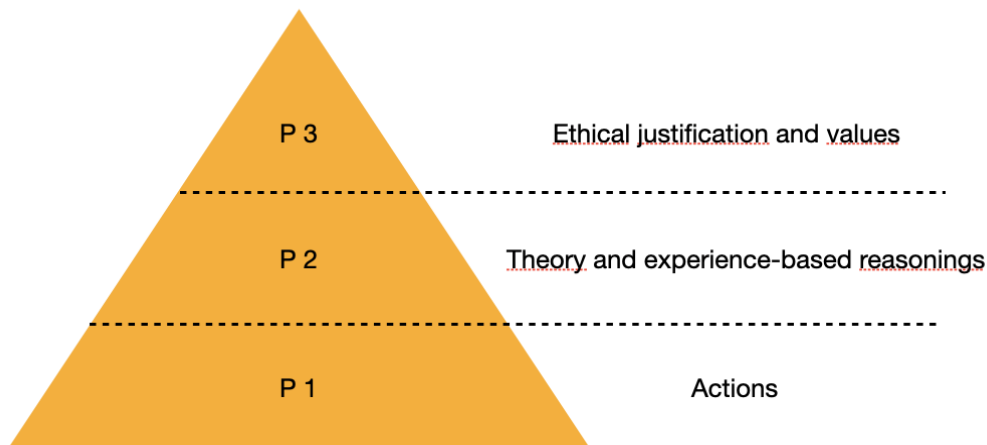 P 3 Ethical justification and values
P 2 Theory and experience-based reasonings
P 1 Actions